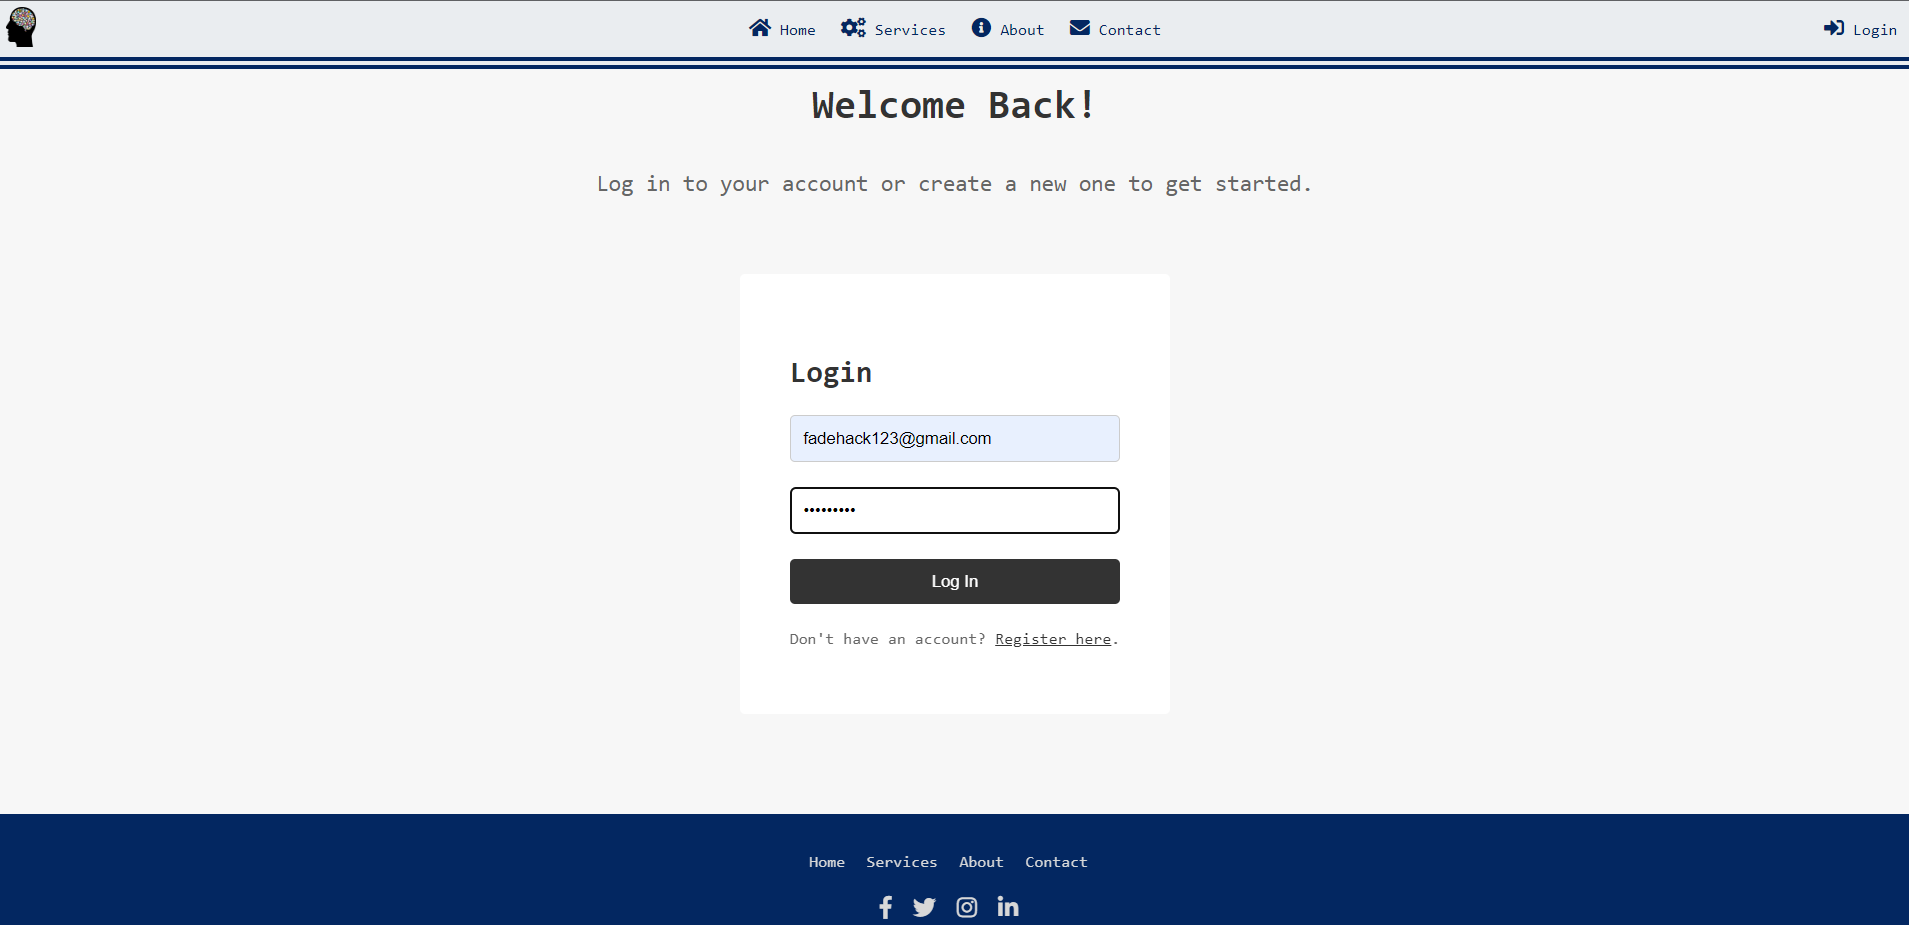 Home Services About Contact Login
Welcome Back!
Log in to your account or create a new one to get started.
Login
fadehack123@gmail.com
•••••••••
Log In
Don't have an account? Register here.
Home Services About Contact